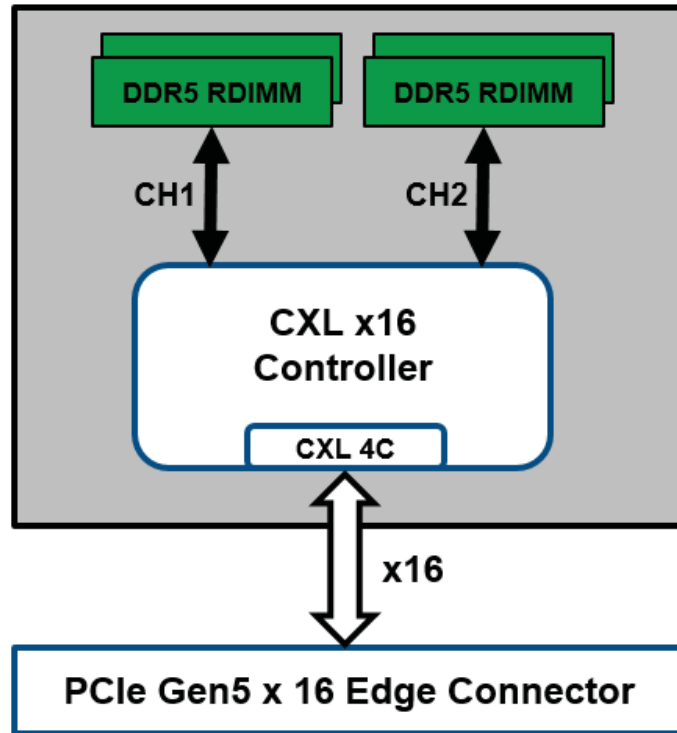 DDR5 RDIMM
DDR5 RDIMM
CH1
CH2
CXL x16
Controller
CXL 4C
x16
PCIe Gen5 x 16 Edge Connector